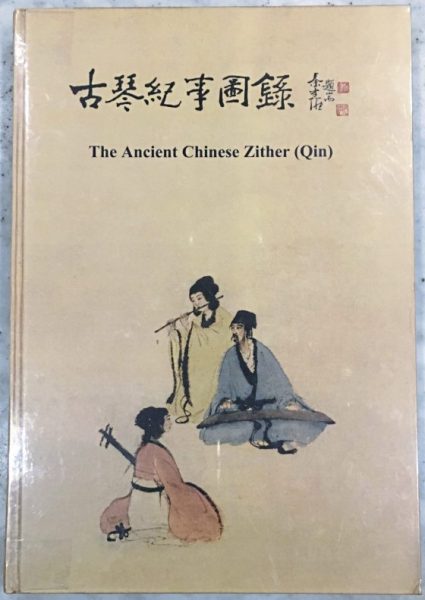 古琴紀事圖錄
The Ancient Chinese Zither (Qin)